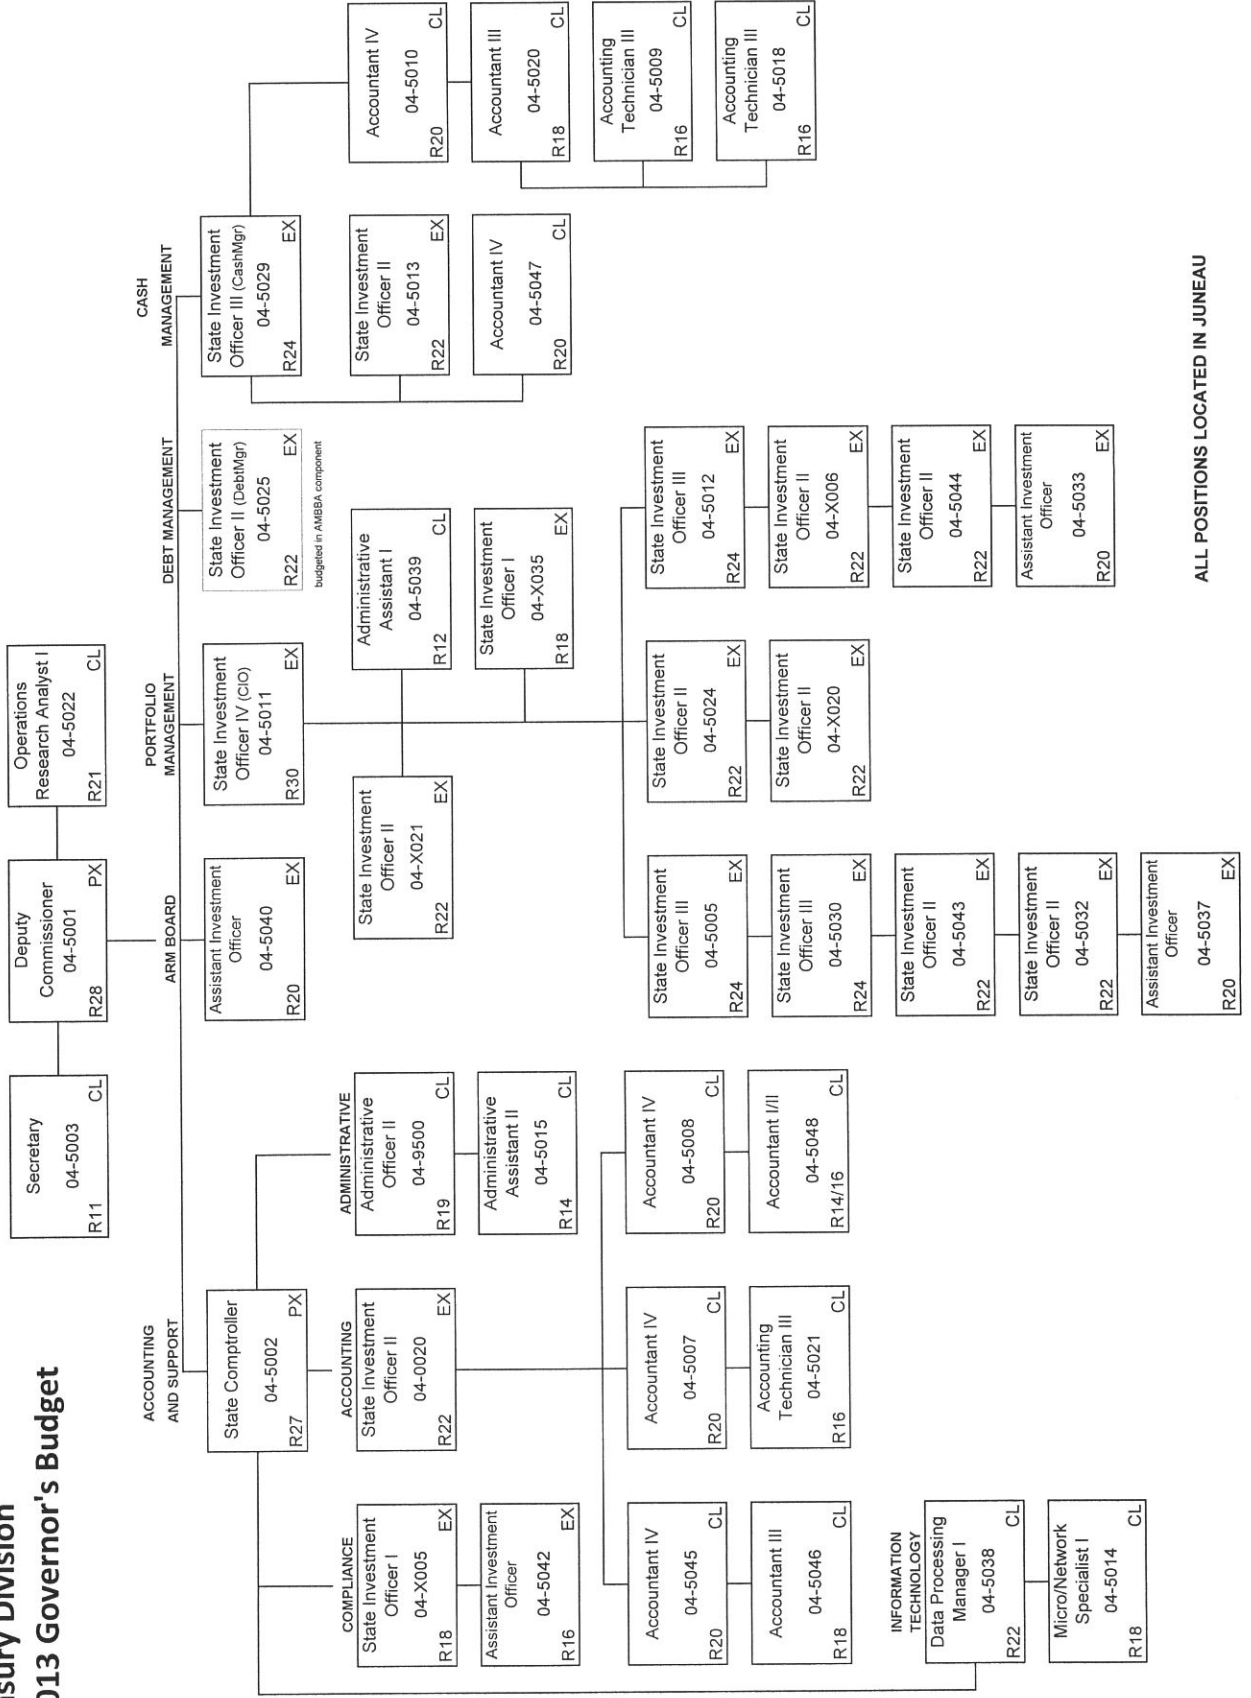 013 Governor's Budget
Secretary
04-5003
R11 CL
Deputy
Commissioner
04-5001
R28 PX
Operations
Research Analyst I
04-5022
R21 CL
ACCOUNTING
AND SUPPORT
ARM BOARD
PORTFOLIO
MANAGEMENT
DEBT MANAGEMENT
CASH
MANAGEMENT
State Comptroller
04-5002
R27 PX
Assistant Investment
Officer
04-5040
R20 EX
State Investment
Officer IV (CIO)
04-5011
R30 EX
State Investment
Officer II (DebtMgr)
04-5025
R22 EX
budgeted in AMBBA component
State Investment
Officer III (CashMgr)
04-5029
R24 EX
COMPLIANCE
State Investment
Officer I
04-X005
R18 EX
Assistant Investment
Officer
04-5042
R16 EX
ACCOUNTING
State Investment
Officer II
04-0020
R22 EX
ADMINISTRATIVE
Administrative
Officer II
04-9500
R19 CL
Administrative
Assistant II
04-5015
R14 CL
State Investment
Officer II
04-X021
R22 EX
Administrative
Assistant I
04-5039
R12 CL
State Investment
Officer I
04-X035
R18 EX
State Investment
Officer II
04-5013
R22 EX
Accountant IV
04-5047
R20 CL
Accountant IV
04-5010
R20 CL
Accountant III
04-5020
R18 CL
Accounting
Technician III
04-5009
R16 CL
Accounting
Technician III
04-5018
R16 CL
Accountant IV
04-5045
R20 CL
Accountant III
04-5046
R18 CL
Accountant IV
04-5007
R20 CL
Accounting
Technician III
04-5021
R16 CL
Accountant IV
04-5008
R20 CL
Accountant I/II
04-5048
R14/16 CL
State Investment
Officer III
04-5005
R24 EX
State Investment
Officer III
04-5030
R24 EX
State Investment
Officer II
04-5043
R22 EX
State Investment
Officer II
04-5032
R22 EX
Assistant Investment
Officer
04-5037
R20 EX
State Investment
Officer II
04-5024
R22 EX
State Investment
Officer II
04-X020
R22 EX
State Investment
Officer III
04-5012
R24 EX
State Investment
Officer II
04-X006
R22 EX
State Investment
Officer II
04-5044
R22 EX
Assistant Investment
Officer
04-5033
R20 EX
INFORMATION
TECHNOLOGY
Data Processing
Manager I
04-5038
R22 CL
Micro/Network
Specialist I
04-5014
R18 CL
ALL POSITIONS LOCATED IN JUNEAU